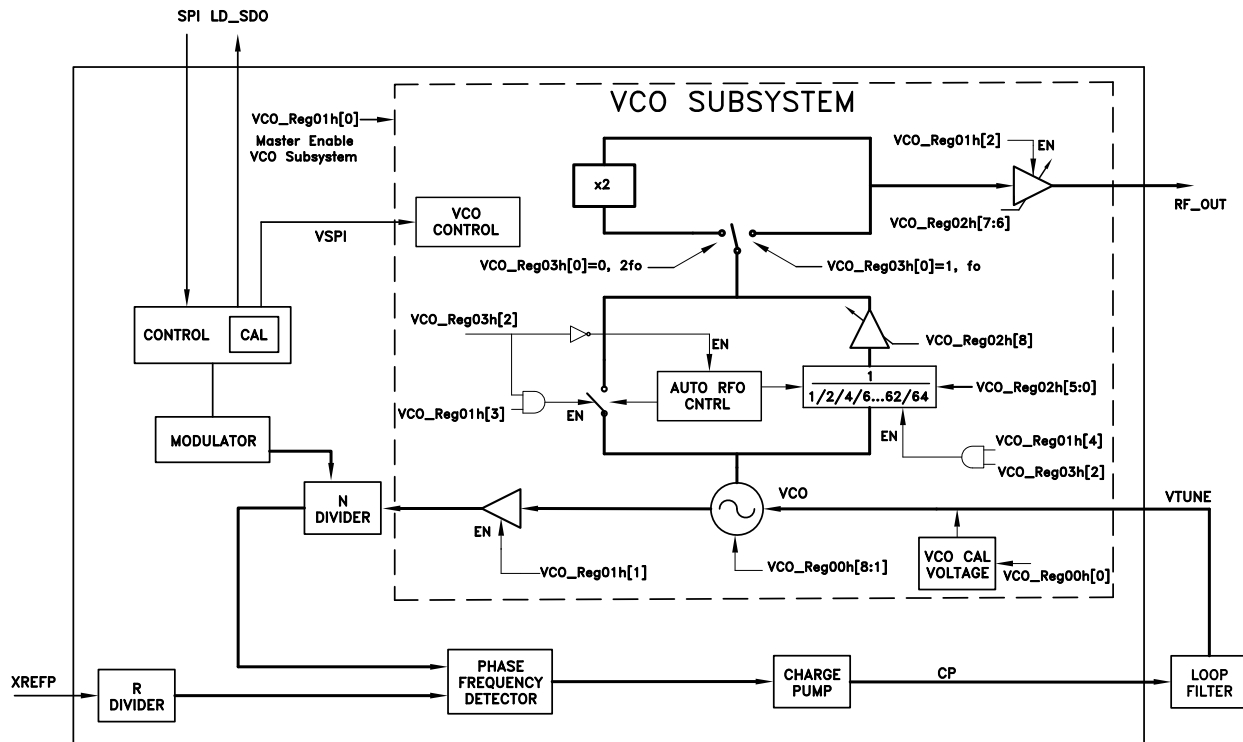 SPI LD_SDO
VCO SUBSYSTEM
VCO_Reg01h[0]
Master Enable
VCO Subsystem
VCO_Reg01h[2]
EN
x2
RF_OUT
VCO
CONTROL
VSPI
VCO_Reg02h[7:6]
VCO_Reg03h[0]=0, 2fo
VCO_Reg03h[0]=1, fo
CONTROL
CAL
VCO_Reg03h[2]
EN
VCO_Reg02h[8]
AUTO RFO
CNTRL
1
1/2/4/6...62/64
VCO_Reg02h[5:0]
VCO_Reg01h[3]
EN
EN
VCO_Reg01h[4]
VCO_Reg03h[2]
MODULATOR
N
DIVIDER
EN
VCO
VTUNE
VCO_Reg01h[1]
VCO_Reg00h[8:1]
VCO CAL
VOLTAGE
VCO_Reg00h[0]
XREFP
R
DIVIDER
PHASE
FREQUENCY
DETECTOR
CHARGE
PUMP
CP
LOOP
FILTER